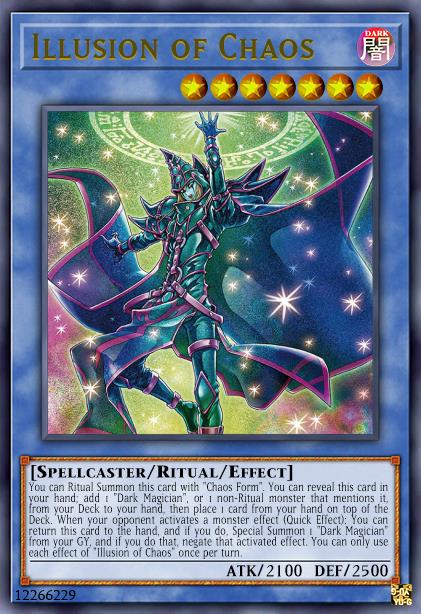 ILLUSION OF CHAOS
DARK
闇
[SPELLCASTER/RITUAL/EFFECT]
You can Ritual Summon this card with "Chaos Form". You can reveal this card in
your hand; add 1 "Dark Magician", or 1 non-Ritual monster that mentions it,
from your Deck to your hand, then place 1 card from your hand on top of the
Deck. When your opponent activates a monster effect (Quick Effect): You can
return this card to the hand, and if you do, Special Summon 1 "Dark Magician"
from your GY, and if you do that, negate that activated effect. You can only use
each effect of "Illusion of Chaos" once per turn.
ATK/2100 DEF/2500
12266229